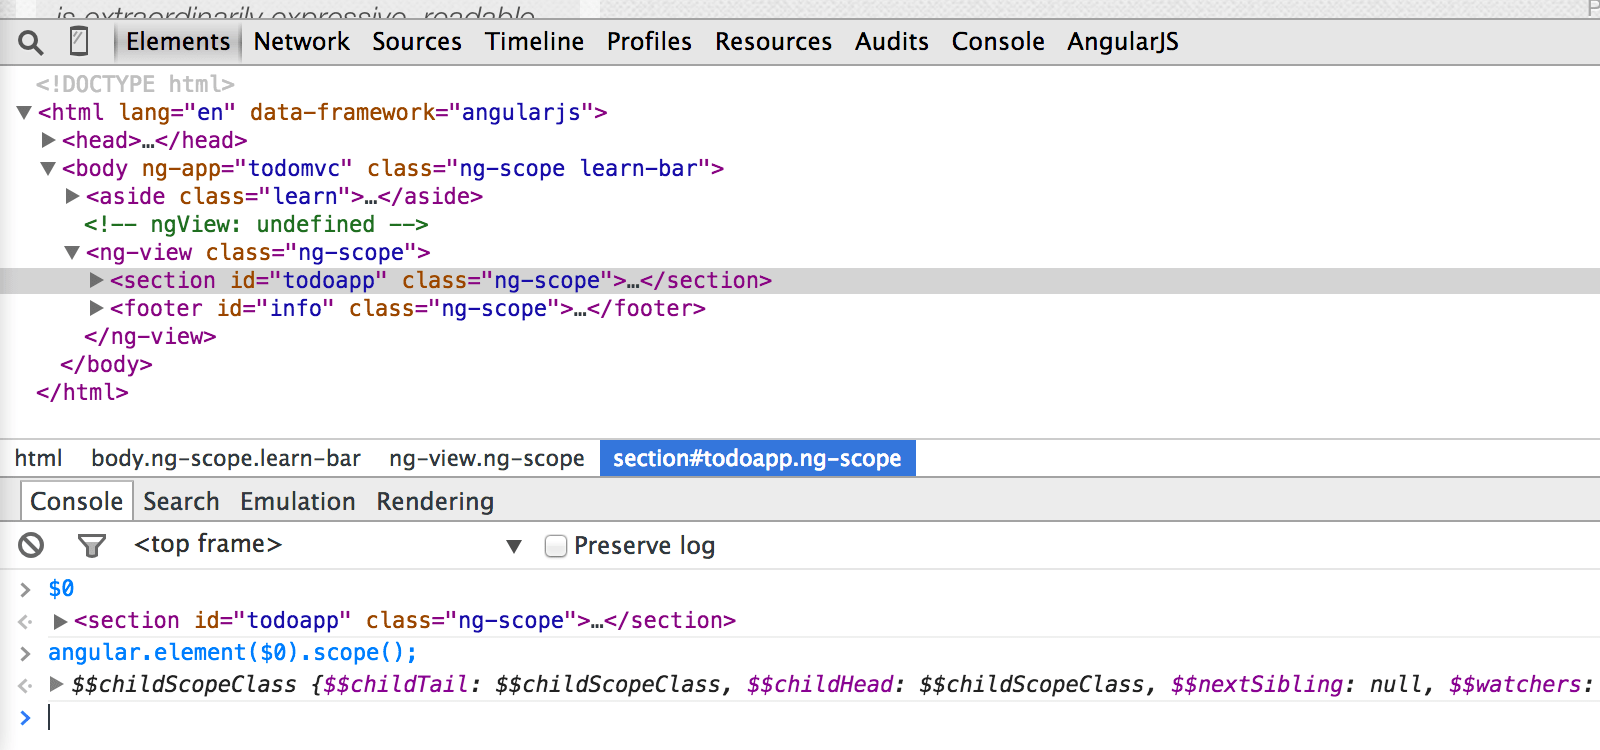 is extraordinarily expressive, readable,
Elements Network Sources Timeline Profiles Resources Audits Console AngularJS
<!DOCTYPE html>
▼<html lang="en" data-framework="angularjs">
▶<head>…</head>
▼<body ng-app="todomvc" class="ng-scope learn-bar">
▶<aside class="learn">…</aside>
<!-- ngView: undefined -->
▼<ng-view class="ng-scope">
▶<section id="todoapp" class="ng-scope">…</section>
▶<footer id="info" class="ng-scope">…</footer>
</ng-view>
</body>
</html>
html body.ng-scope.learn-bar ng-view.ng-scope section#todoapp.ng-scope
Console Search Emulation Rendering
<top frame> ▼ Preserve log
> $0
▶<section id="todoapp" class="ng-scope">…</section>
> angular.element($0).scope();
▶$$childScopeClass {$$childTail: $$childScopeClass, $$childHead: $$childScopeClass, $$nextSibling: null, $$watchers:
>